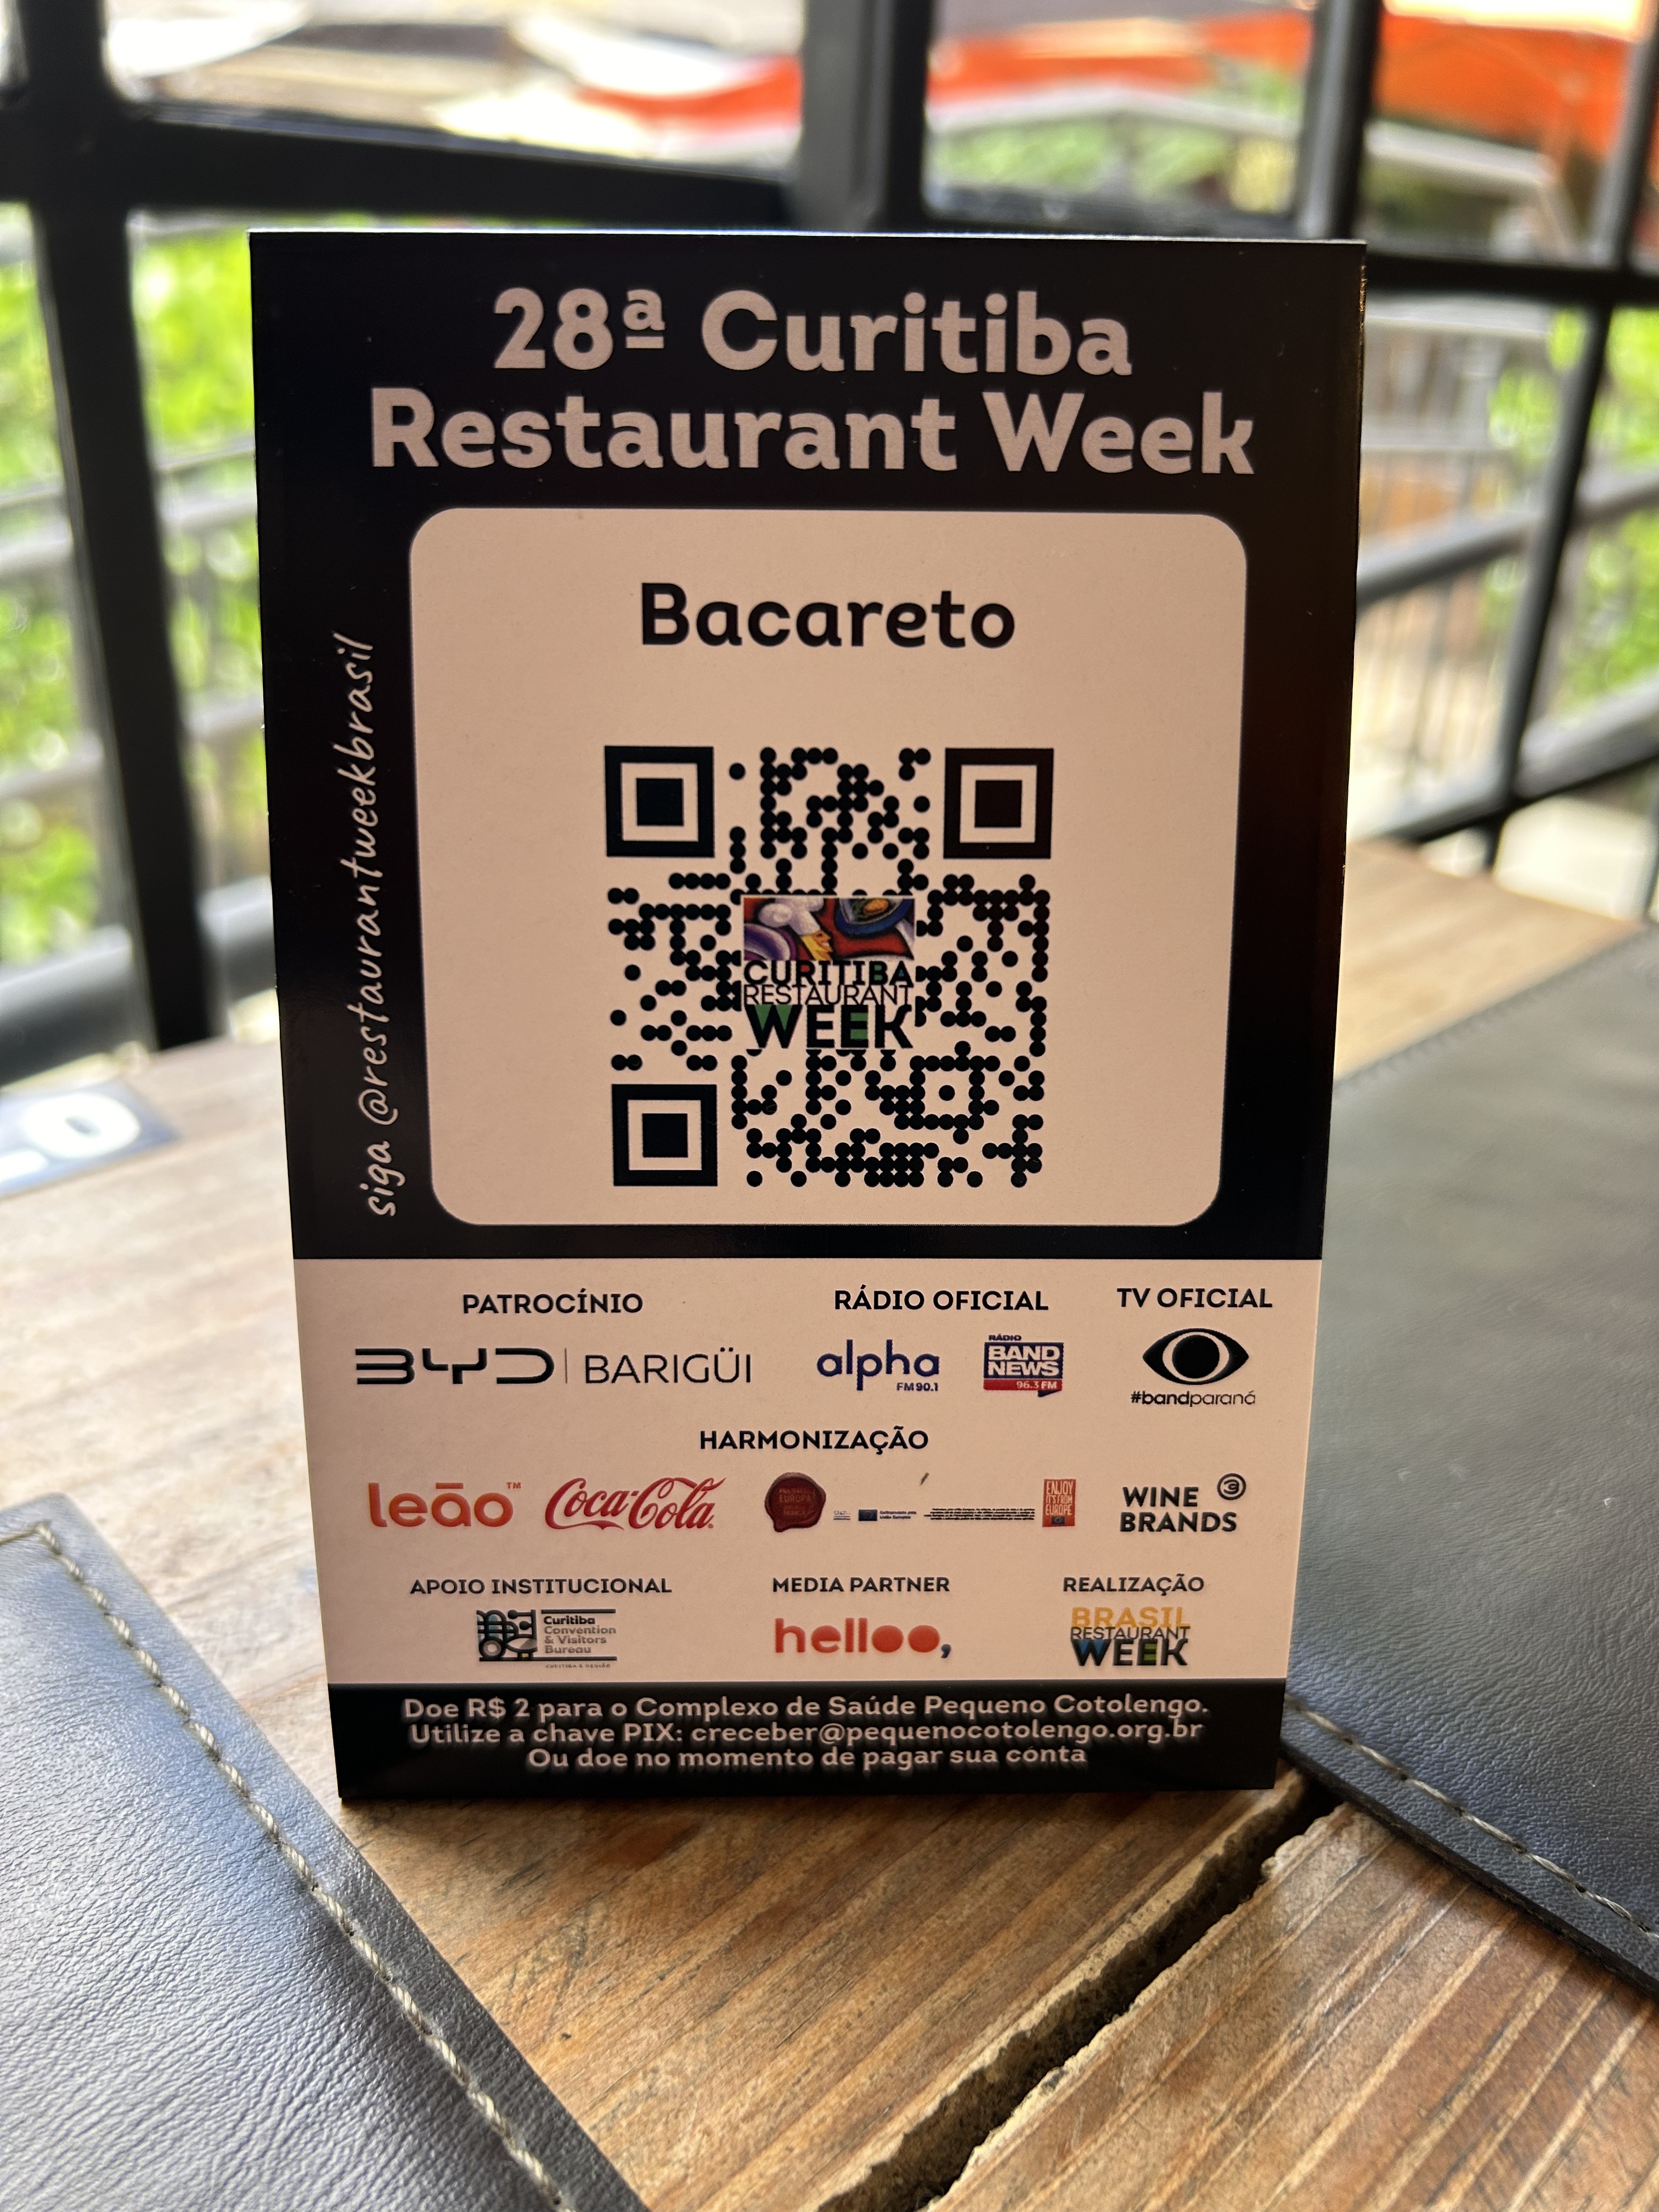 28ª Curitiba
Restaurant Week
siga @restaurantweekbrasil
Bacareto
CURITIBA
RESTAURANT
WEEK
PATROCÍNIO
BYD | BARIGÜI
RÁDIO OFICIAL
alpha
FM 90.1
RÁDIO
BAND
NEWS
96.3 FM
TV OFICIAL
#bandparaná
HARMONIZAÇÃO
leão™
Coca-Cola
EUROPA
ENJOY
IT'S FROM
EUROPE
WINE 3
BRANDS
APOIO INSTITUCIONAL
Curitiba
Convention
& Visitors
Bureau
MEDIA PARTNER
helloo,
REALIZAÇÃO
BRASIL
RESTAURANT
WEEK
Doe R$ 2 para o Complexo de Saúde Pequeno Cotolengo.
Utilize a chave PIX: creceber@pequenocotolengo.org.br
Ou doe no momento de pagar sua conta